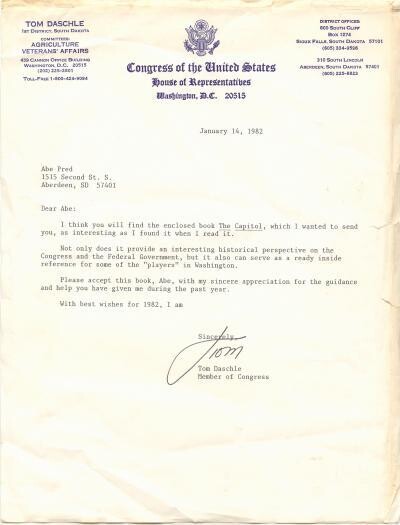 TOM DASCHLE
1ST DISTRICT, SOUTH DAKOTA
COMMITTEES:
AGRICULTURE
VETERANS' AFFAIRS
439 CANNON OFFICE BUILDING
WASHINGTON, D.C. 20515
(202) 225-2801
TOLL-FREE 1-800-424-9094
Congress of the United States
House of Representatives
Washington, D.C. 20515
DISTRICT OFFICES:
600 SOUTH CLIFF
BOX 1274
SIOUX FALLS, SOUTH DAKOTA 57101
(605) 334-9596
310 SOUTH LINCOLN
ABERDEEN, SOUTH DAKOTA 57401
(605) 225-8823
January 14, 1982
Abe Pred
1515 Second St. S.
Aberdeen, SD 57401
Dear Abe:
I think you will find the enclosed book The Capitol, which I wanted to send
you, as interesting as I found it when I read it.
Not only does it provide an interesting historical perspective on the
Congress and the Federal Government, but it also can serve as a ready inside
reference for some of the "players" in Washington.
Please accept this book, Abe, with my sincere appreciation for the guidance
and help you have given me during the past year.
With best wishes for 1982, I am
Sincerely,
Tom
Tom Daschle
Member of Congress